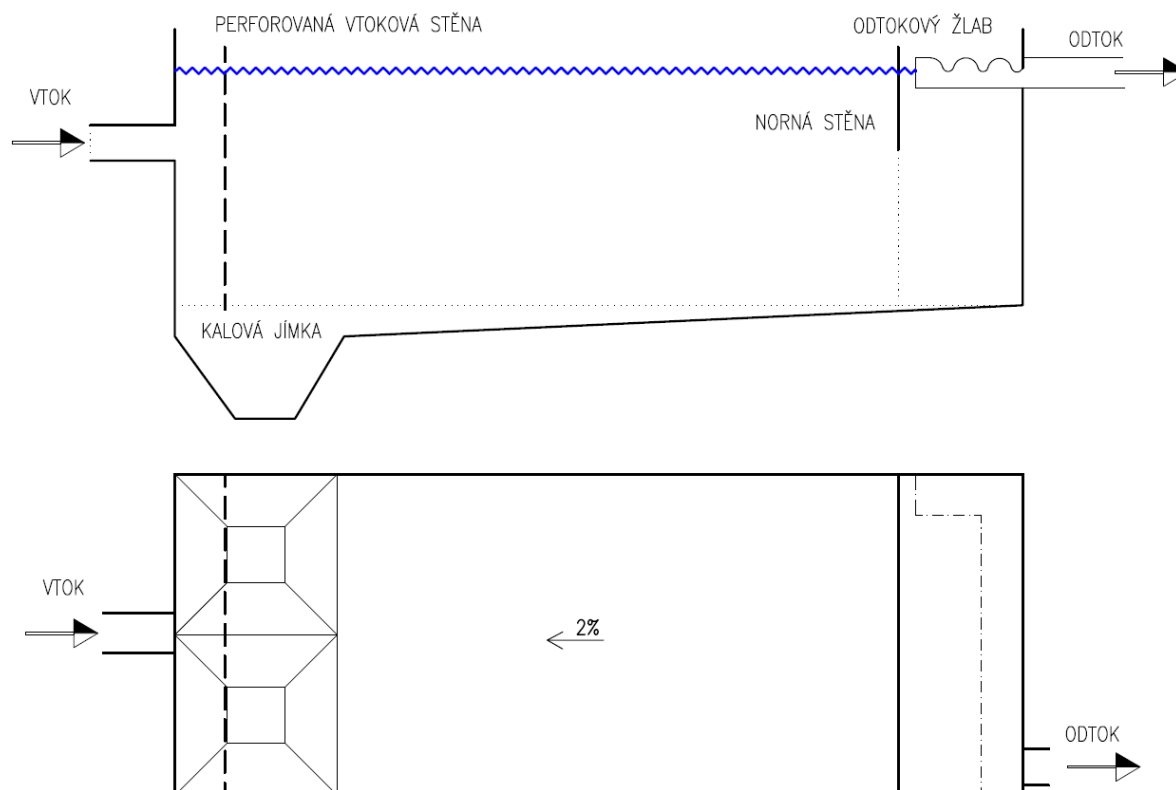 PERFOROVANÁ VTOKOVÁ STĚNA
ODTOKOVÝ ŽLAB
ODTOK
VTOK
NORNÁ STĚNA
KALOVÁ JÍMKA
VTOK
2%
ODTOK